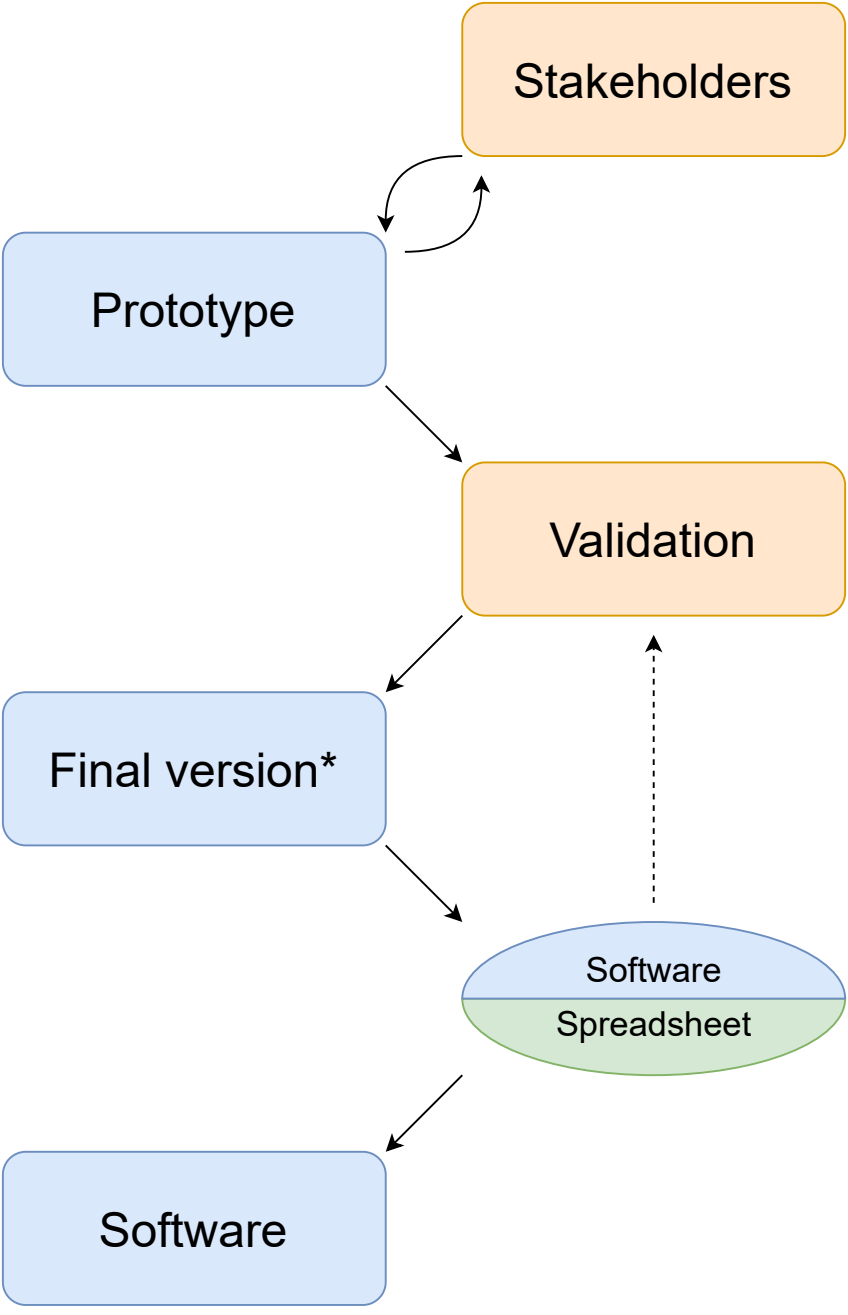 Stakeholders
Prototype
Validation
Final version*
Software
Spreadsheet
Software